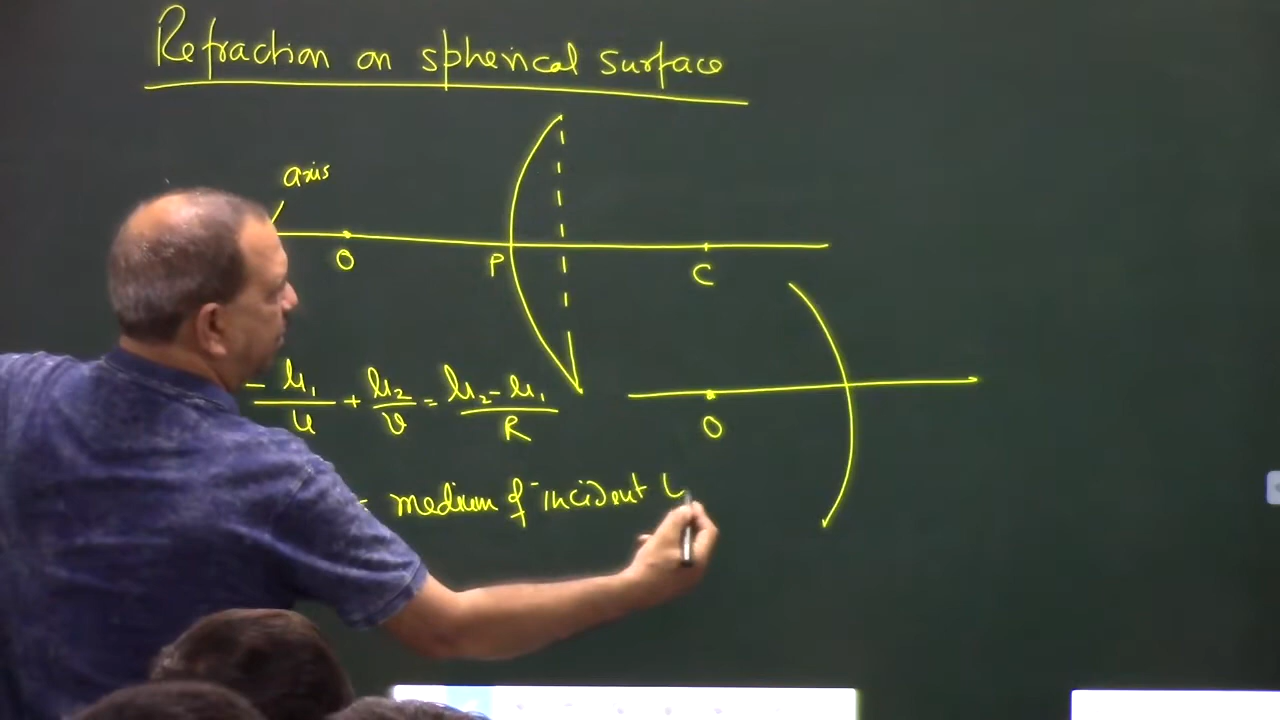 Refraction on spherical surface
axis
O P C
- μ₁/u + μ₂/v = μ₂ - μ₁/R
O
= medium of incident